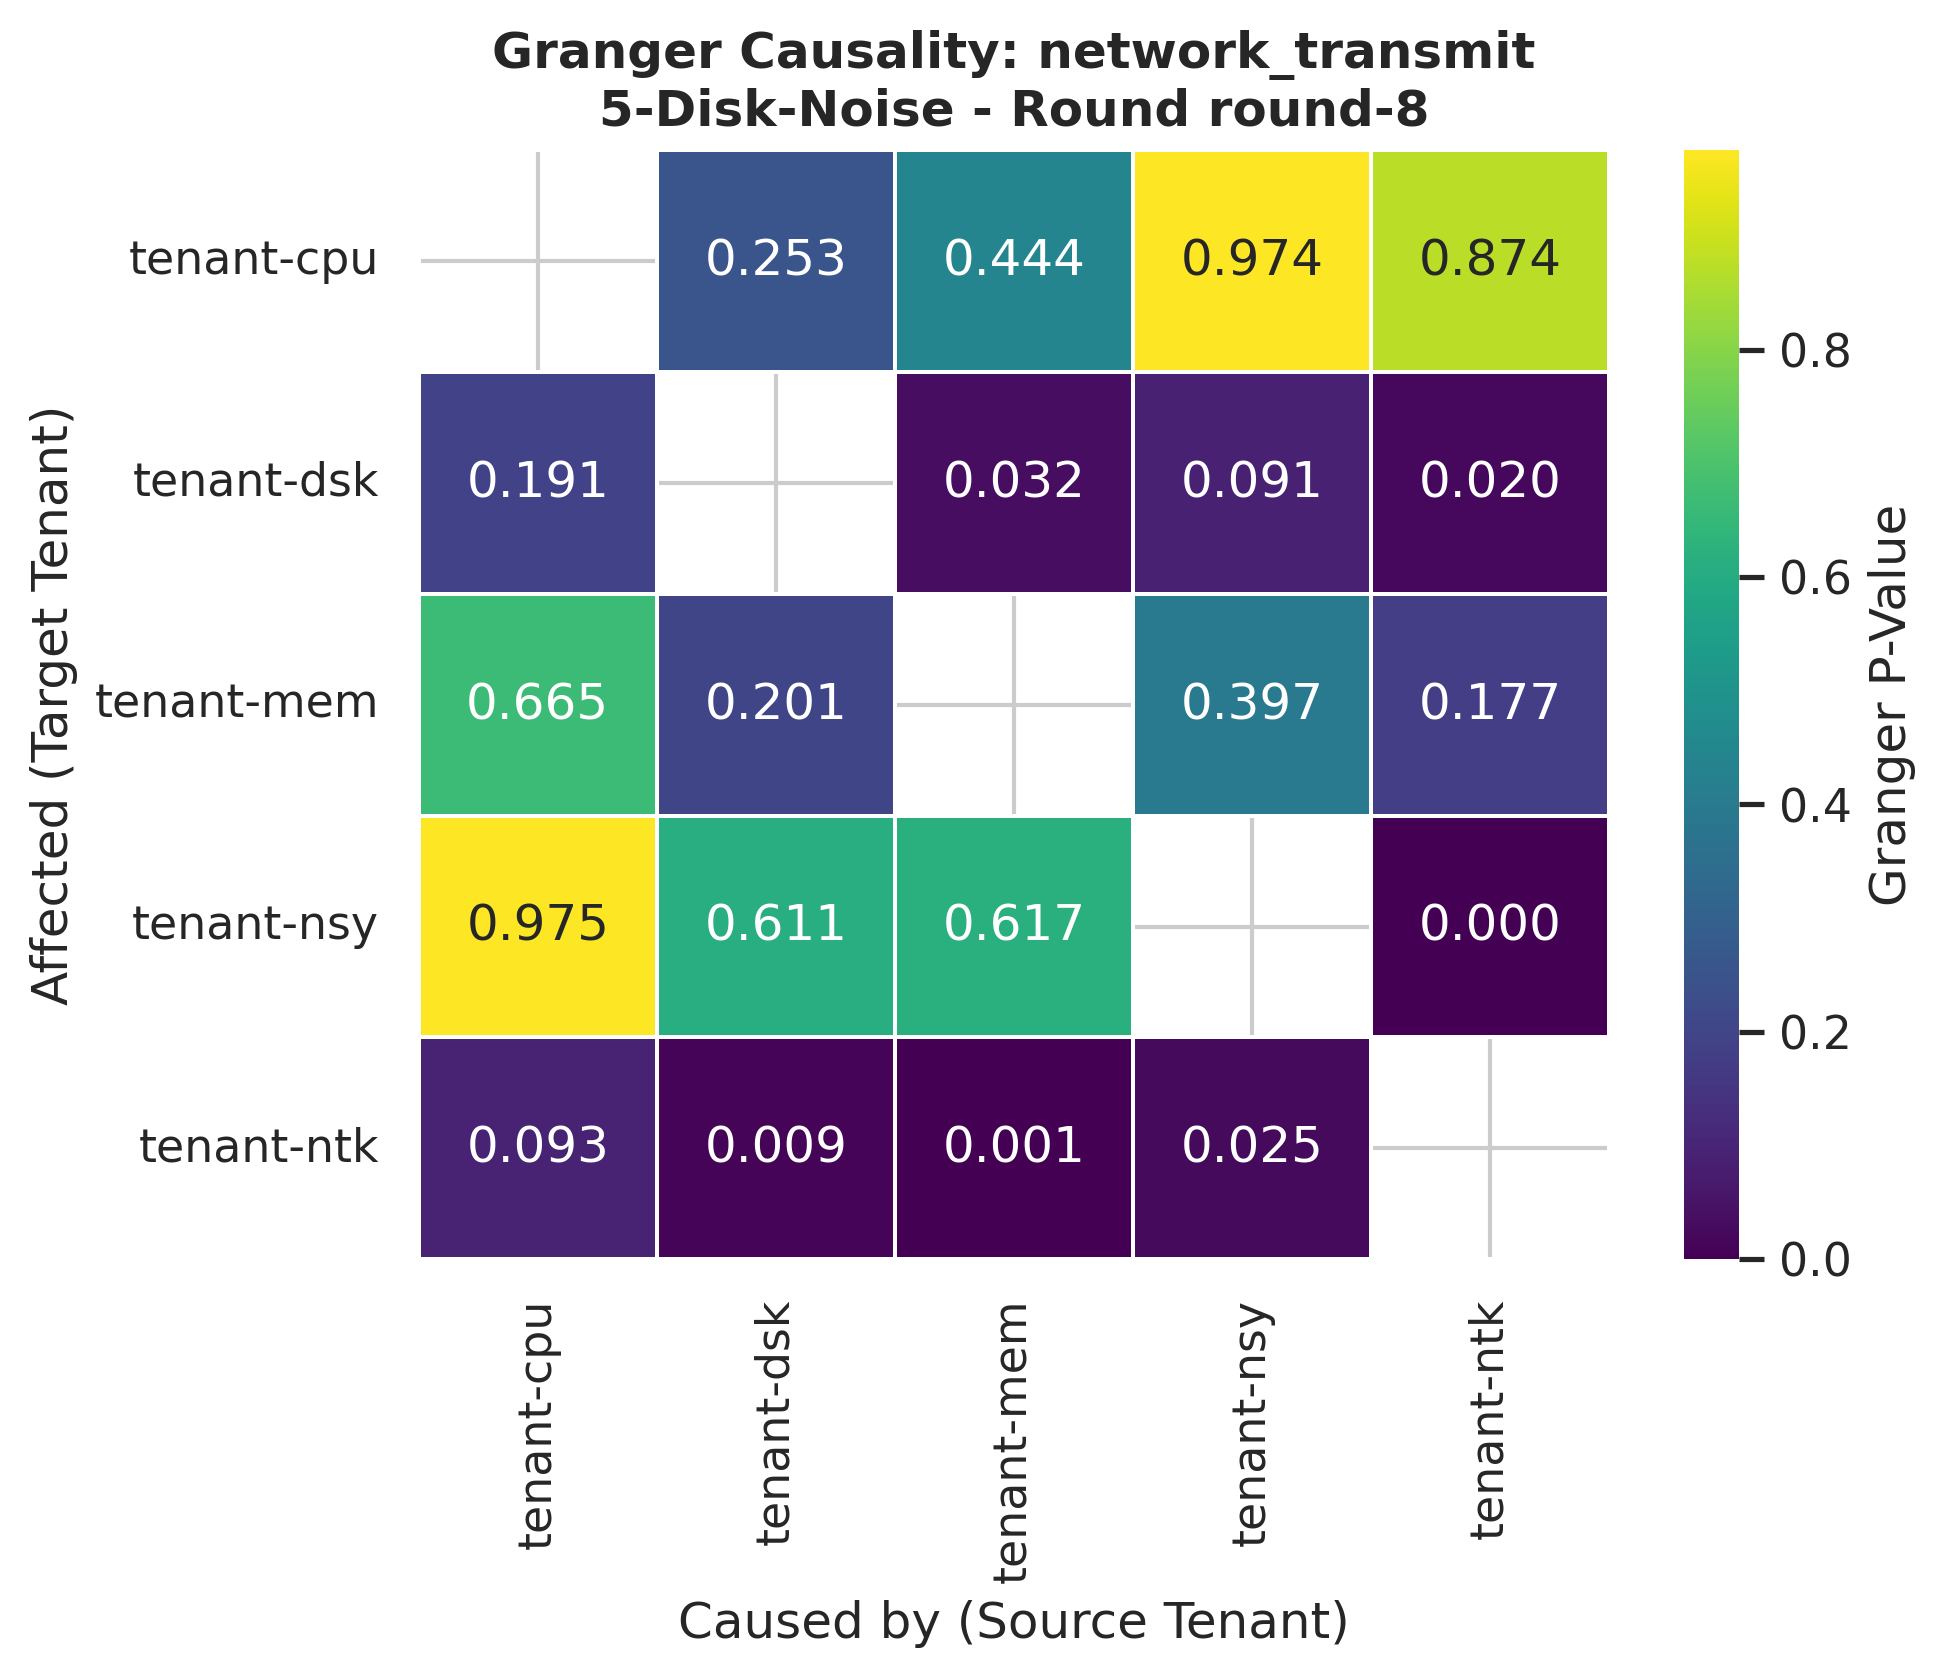 Granger Causality: network_transmit
5-Disk-Noise - Round round-8
tenant-cpu
0.253 0.444 0.974 0.874
tenant-dsk
0.191 0.032 0.091 0.020
tenant-mem
0.665 0.201 0.397 0.177
tenant-nsy
0.975 0.611 0.617 0.000
tenant-ntk
0.093 0.009 0.001 0.025
Affected (Target Tenant)
tenant-cpu
tenant-dsk
tenant-mem
tenant-nsy
tenant-ntk
Caused by (Source Tenant)
0.8
0.6
0.4
0.2
0.0
Granger P-Value